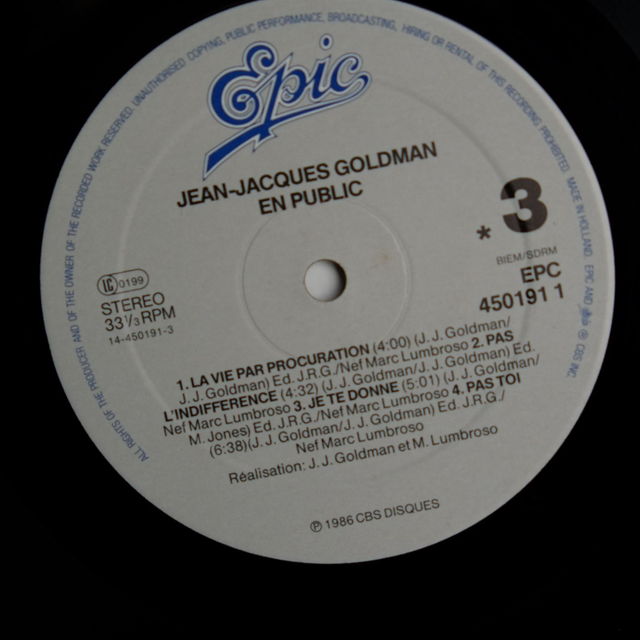 ALL RIGHTS OF THE PRODUCER AND OF THE OWNER OF THE RECORDED WORK RESERVED. UNAUTHORISED COPYING, PUBLIC PERFORMANCE, BROADCASTING, HIRING OR RENTAL OF THIS RECORDING PROHIBITED. MADE IN HOLLAND. EPIC AND ℗ CBS INC.
Epic
JEAN-JACQUES GOLDMAN
EN PUBLIC
3
*
BIEM/SDRM
EPC
450191 1
LC 0199
STEREO
33 1/3 RPM
14-450191-3
1. LA VIE PAR PROCURATION (4:00) (J. J. Goldman/
J. J. Goldman) Ed. J.R.G./Nef Marc Lumbroso 2. PAS
L'INDIFFERENCE (4:32) (J. J. Goldman/J. J. Goldman) Ed.
Nef Marc Lumbroso 3. JE TE DONNE (5:01) (J. J. Goldman/
M. Jones) Ed. J.R.G./Nef Marc Lumbroso 4. PAS TOI
(6:38)(J. J. Goldman/J. J. Goldman) Ed. J.R.G./
Nef Marc Lumbroso
Réalisation: J. J. Goldman et M. Lumbroso
℗ 1986 CBS DISQUES